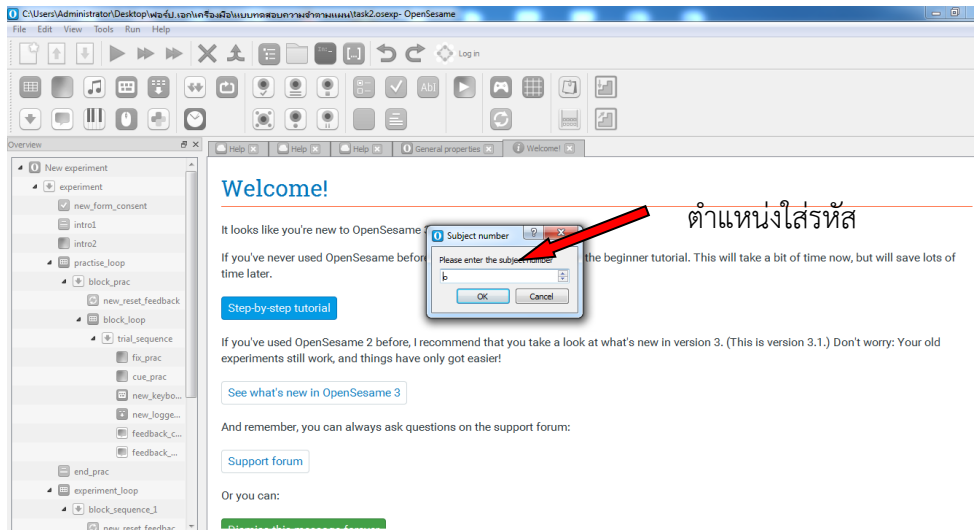 C:\Users\Administrator\Desktop\ฟอร์ป.เอก\เครื่องมือ\แบบทดสอบความจำตามแผน\task2.osexp- OpenSesame
File Edit View Tools Run Help
Log in
Abl
Overview
Help
Help
Help
General properties
Welcome!
New experiment
experiment
new_form_consent
intro1
intro2
practise_loop
block_prac
new_reset_feedback
block_loop
trial_sequence
fix_prac
cue_prac
new_keybo...
new_logge...
feedback_c...
feedback_...
end_prac
experiment_loop
block_sequence_1
new_reset_feedbac
Welcome!
It looks like you're new to OpenSesame 3
If you've never used OpenSesame before
the beginner tutorial. This will take a bit of time now, but will save lots of
time later.
Step-by-step tutorial
Subject number
Please enter the subject number
OK Cancel
ตำแหน่งใส่รหัส
If you've used OpenSesame 2 before, I recommend that you take a look at what's new in version 3. (This is version 3.1.) Don't worry: Your old
experiments still work, and things have only got easier!
See what's new in OpenSesame 3
And remember, you can always ask questions on the support forum:
Support forum
Or you can:
Dismiss this message forever